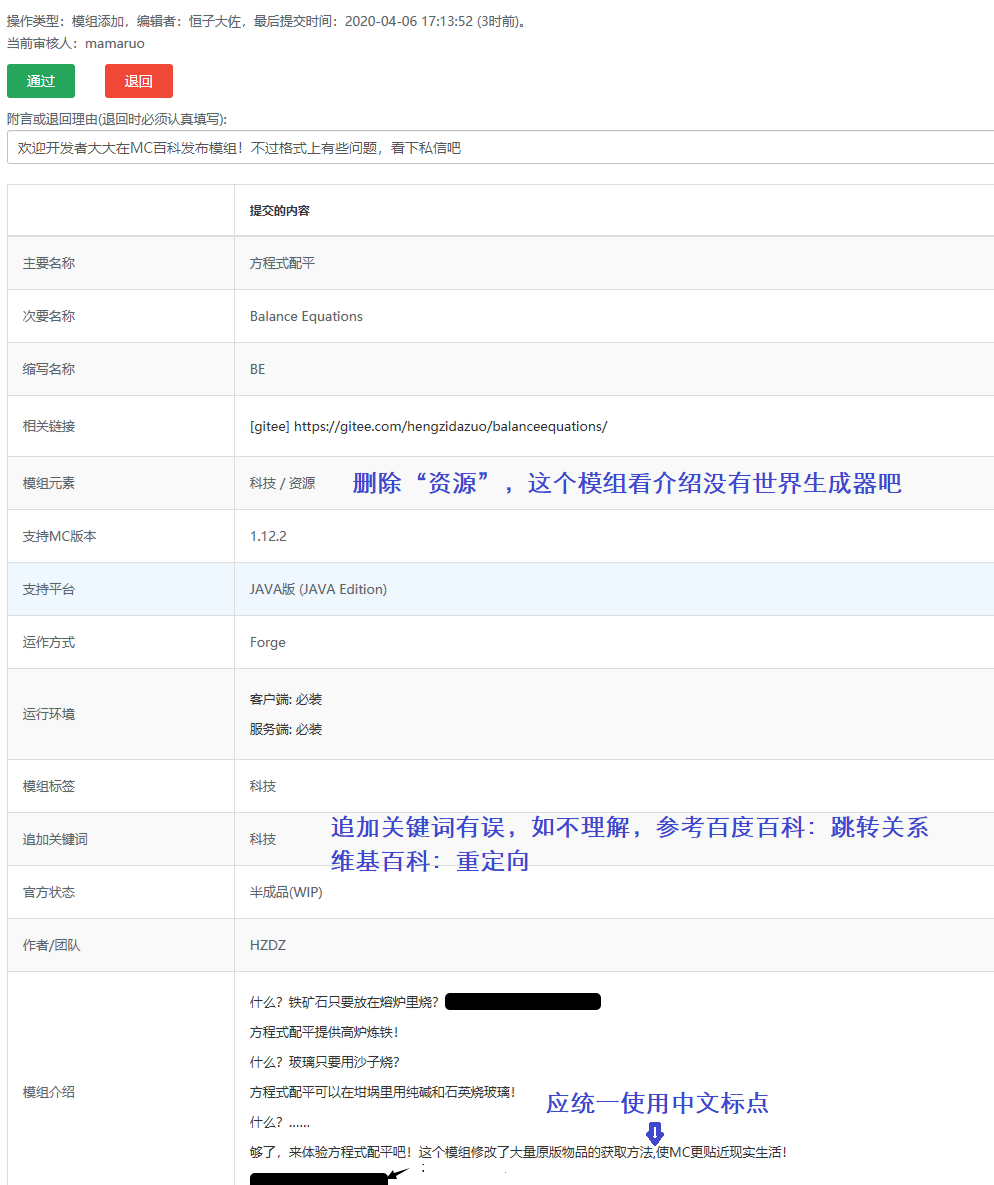 操作类型：模组添加，编辑者：恒子大佐，最后提交时间：2020-04-06 17:13:52 (3时前)。
当前审核人：mamaruo
通过 退回
附言或退回理由(退回时必须认真填写):
欢迎开发者大大在MC百科发布模组！不过格式上有些问题，看下私信吧
提交的内容
主要名称 方程式配平
次要名称 Balance Equations
缩写名称 BE
相关链接 [gitee] https://gitee.com/hengzidazuo/balanceequations/
模组元素 科技 / 资源 删除“资源”，这个模组看介绍没有世界生成器吧
支持MC版本 1.12.2
支持平台 JAVA版 (JAVA Edition)
运作方式 Forge
运行环境
客户端: 必装
服务端: 必装
模组标签 科技
追加关键词 科技 追加关键词有误，如不理解，参考百度百科：跳转关系
维基百科：重定向
官方状态 半成品(WIP)
作者/团队 HZDZ
模组介绍
什么？铁矿石只要放在熔炉里烧？
方程式配平提供高炉炼铁！
什么？玻璃只要用沙子烧？
方程式配平可以在坩埚里用纯碱和石英烧玻璃！
应统一使用中文标点
什么？......
够了，来体验方程式配平吧！这个模组修改了大量原版物品的获取方法,使MC更贴近现实生活！